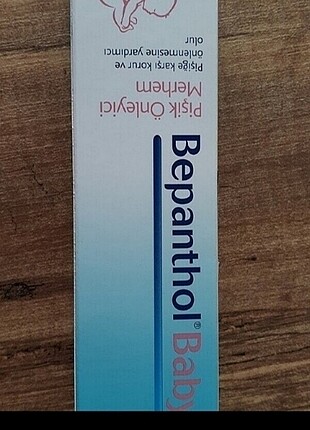 Bepanthol® Baby
Pişik Önleyici
Merhem
Pişiğe karşı korur ve
önlenmesine yardımcı
olur